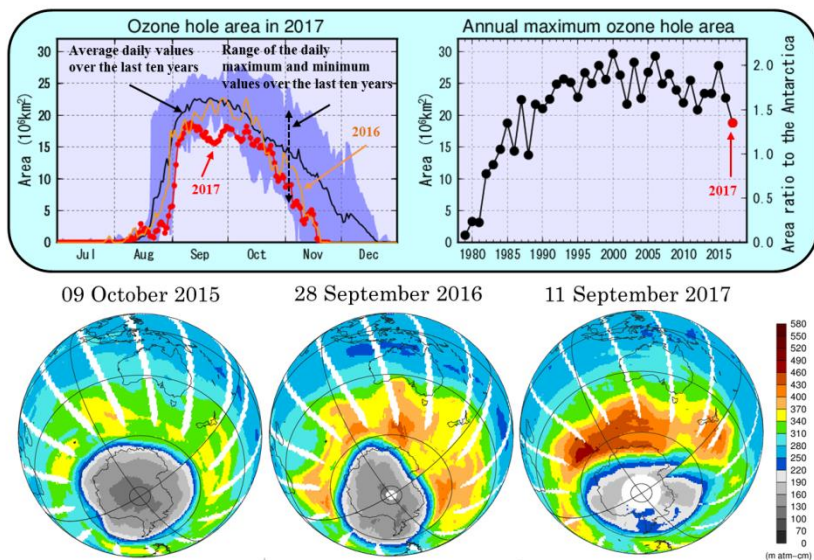 Ozone hole area in 2017
Average daily values
over the last ten years
Range of the daily
maximum and minimum
values over the last ten years
2016
2017
Area (10⁶km²)
30
25
20
15
10
5
0
Jul Aug Sep Oct Nov Dec
Annual maximum ozone hole area
Area (10⁶km²)
30
25
20
15
10
5
0
1980 1985 1990 1995 2000 2005 2010 2015
2017
Area ratio to the Antarctica
2.0
1.5
1.0
0.5
0.0
09 October 2015
28 September 2016
11 September 2017
580
550
520
490
460
430
400
370
340
310
280
250
220
190
160
130
100
70
0
(m atm-cm)